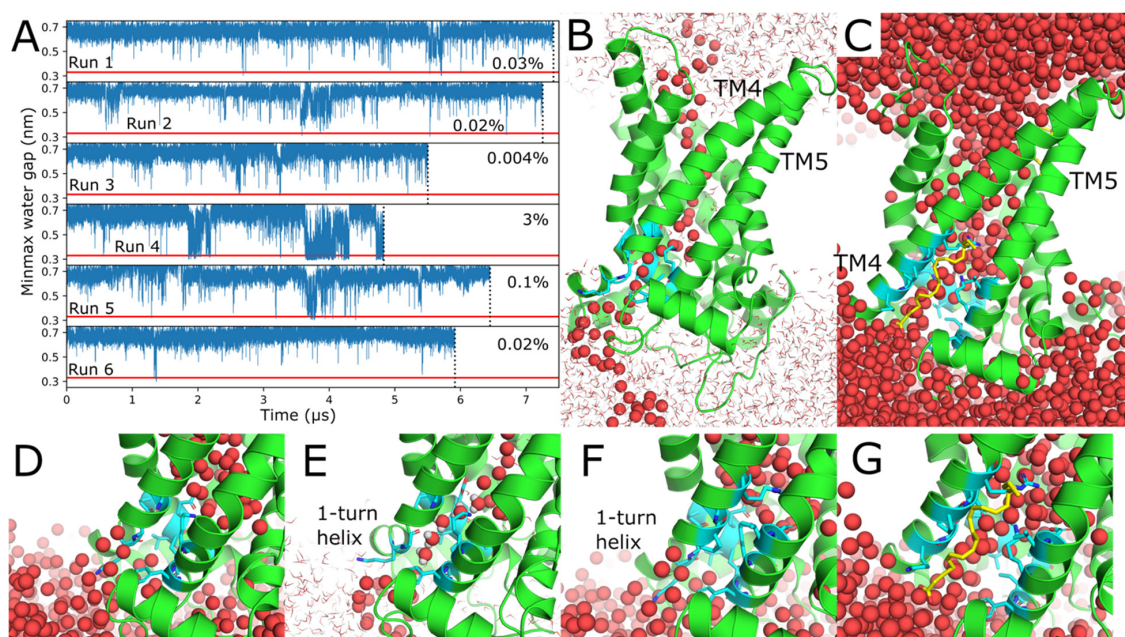 A
Minmax water gap (nm)
0.7
0.5
0.3
Run 1
0.03%
0.7
0.5
0.3
Run 2
0.02%
0.7
0.5
0.3
Run 3
0.004%
0.7
0.5
0.3
Run 4
3%
0.7
0.5
0.3
Run 5
0.1%
0.7
0.5
0.3
Run 6
0.02%
0 1 2 3 4 5 6 7
Time (μs)
B
TM4
TM5
C
TM5
TM4
D
E
1-turn
helix
F
1-turn
helix
G